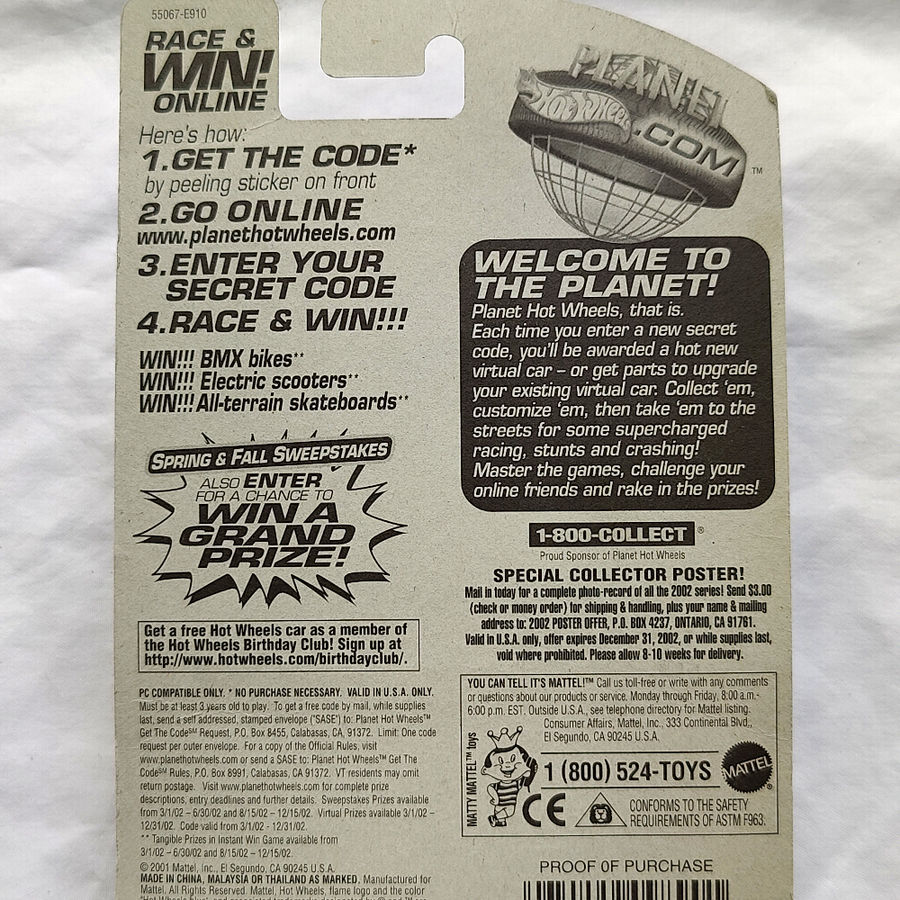 55067-E910
RACE &
WIN!
ONLINE
Here's how:
1.GET THE CODE*
by peeling sticker on front
2.GO ONLINE
www.planethotwheels.com
3.ENTER YOUR
SECRET CODE
4.RACE & WIN!!!
WIN!!! BMX bikes**
WIN!!! Electric scooters**
WIN!!! All-terrain skateboards**
SPRING & FALL SWEEPSTAKES
ALSO ENTER
FOR A CHANCE TO
WIN A
GRAND
PRIZE!
Get a free Hot Wheels car as a member of
the Hot Wheels Birthday Club! Sign up at
http://www.hotwheels.com/birthdayclub/.
PC COMPATIBLE ONLY. * NO PURCHASE NECESSARY. VALID IN U.S.A. ONLY.
Must be at least 3 years old to play. To get a free code by mail, while supplies
last, send a self addressed, stamped envelope ("SASE") to: Planet Hot Wheels™
Get The Code℠ Request, P.O. Box 8455, Calabasas, CA, 91372. Limit: One code
request per outer envelope. For a copy of the Official Rules, visit
www.planethotwheels.com or send a SASE to: Planet Hot Wheels™ Get The
Code℠ Rules, P.O. Box 8991, Calabasas, CA 91372. VT residents may omit
return postage. Visit www.planethotwheels.com for complete prize
descriptions, entry deadlines and further details. Sweepstakes Prizes available
from 3/1/02 - 6/30/02 and 8/15/02 - 12/15/02. Virtual Prizes available 3/1/02 –
12/31/02. Code valid from 3/1/02 - 12/31/02.
** Tangible Prizes in Instant Win Game available from
3/1/02 – 6/30/02 and 8/15/02 – 12/15/02.
© 2001 Mattel, Inc., El Segundo, CA 90245 U.S.A.
MADE IN CHINA, MALAYSIA OR THAILAND AS MARKED. Manufactured for
Mattel. All Rights Reserved. Mattel, Hot Wheels, flame logo and the color
PLANET
HOT WHEELS
.COM
™
WELCOME TO
THE PLANET!
Planet Hot Wheels, that is.
Each time you enter a new secret
code, you'll be awarded a hot new
virtual car – or get parts to upgrade
your existing virtual car. Collect 'em,
customize 'em, then take 'em to the
streets for some supercharged
racing, stunts and crashing!
Master the games, challenge your
online friends and rake in the prizes!
1-800-COLLECT ®
Proud Sponsor of Planet Hot Wheels
SPECIAL COLLECTOR POSTER!
Mail in today for a complete photo-record of all the 2002 series! Send $3.00
(check or money order) for shipping & handling, plus your name & mailing
address to: 2002 POSTER OFFER, P.O. BOX 4237, ONTARIO, CA 91761.
Valid in U.S.A. only, offer expires December 31, 2002, or while supplies last,
void where prohibited. Please allow 8-10 weeks for delivery.
YOU CAN TELL IT'S MATTEL!™ Call us toll-free or write with any comments
or questions about our products or service, Monday through Friday, 8:00 a.m.-
6:00 p.m. EST. Outside U.S.A., see telephone directory for Mattel listing.
Consumer Affairs, Mattel, Inc., 333 Continental Blvd.,
El Segundo, CA 90245 U.S.A.
MATTY MATTEL™ toys
1 (800) 524-TOYS
MATTEL®
CE
CONFORMS TO THE SAFETY
REQUIREMENTS OF ASTM F963.
PROOF OF PURCHASE